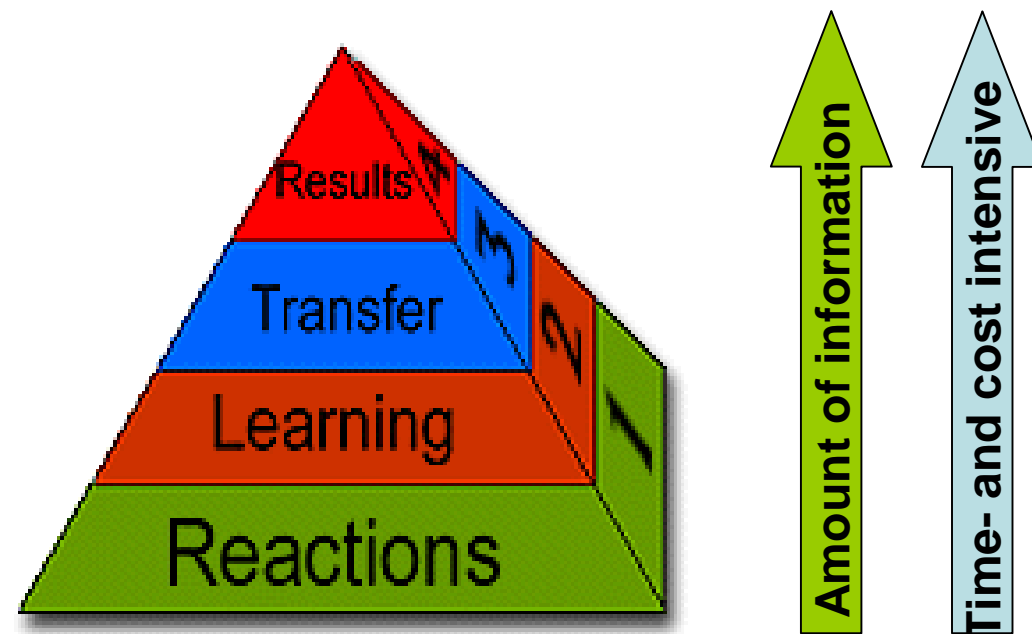 Results
4
Transfer
3
Learning
2
Reactions
1
Amount of information
Time- and cost intensive